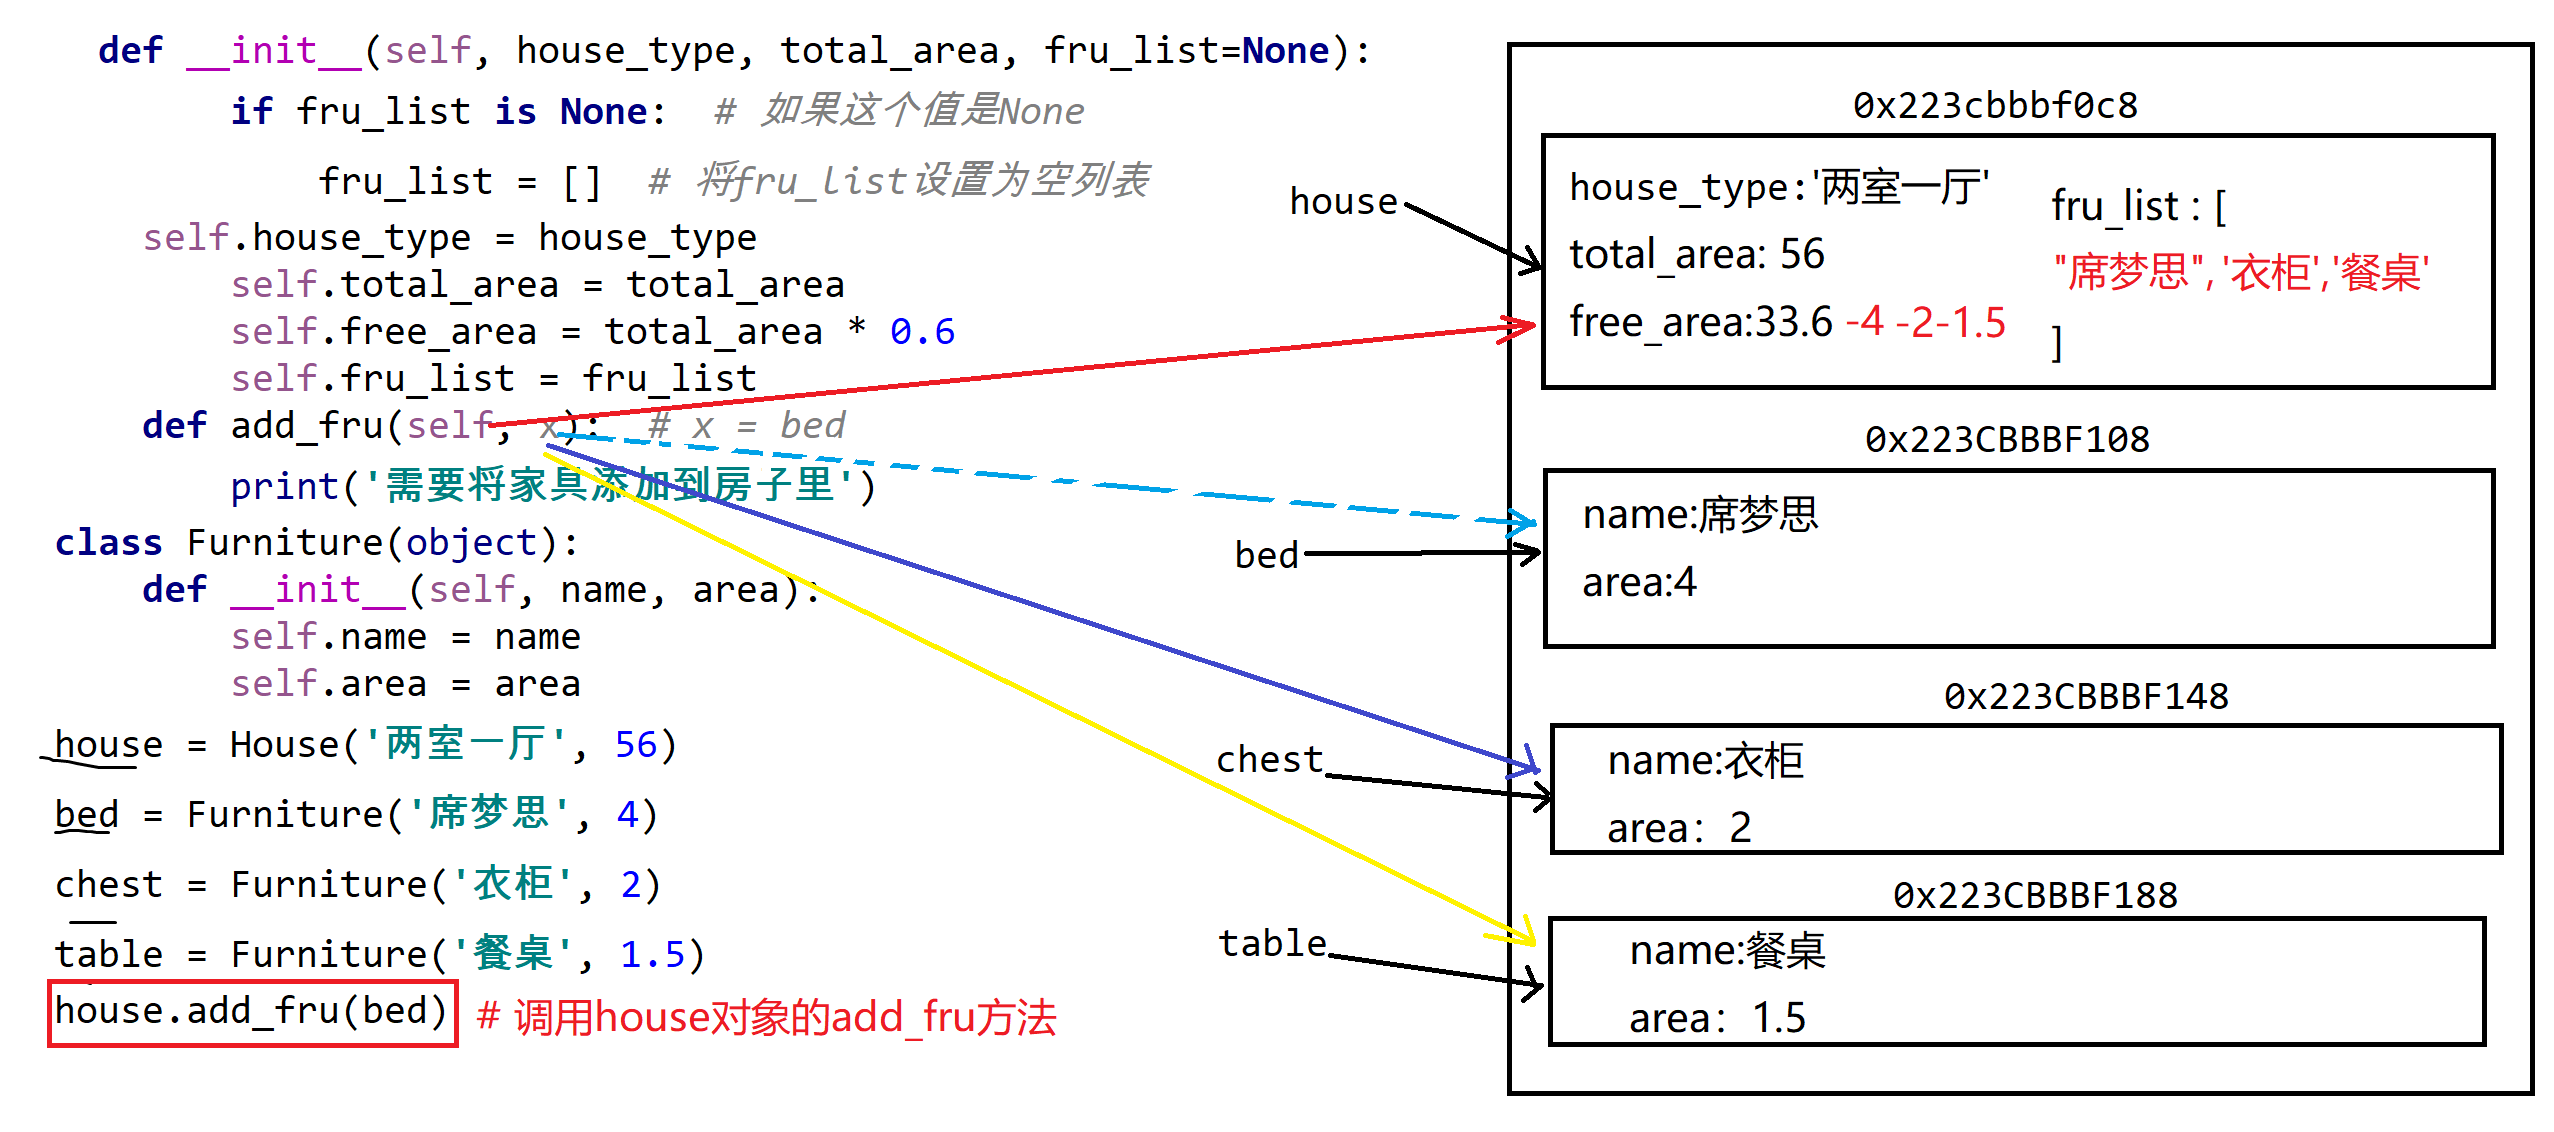 def __init__(self, house_type, total_area, fru_list=None):
if fru_list is None:  # 如果这个值是None
fru_list = []  # 将fru_list设置为空列表
self.house_type = house_type
self.total_area = total_area
self.free_area = total_area * 0.6
self.fru_list = fru_list
def add_fru(self, x):  # x = bed
print('需要将家具添加到房子里')
class Furniture(object):
def __init__(self, name, area):
self.name = name
self.area = area
house = House('两室一厅', 56)
bed = Furniture('席梦思', 4)
chest = Furniture('衣柜', 2)
table = Furniture('餐桌', 1.5)
house.add_fru(bed)  # 调用house对象的add_fru方法
house
0x223cbbbf0c8
house_type:'两室一厅'
total_area: 56
free_area:33.6 -4 -2-1.5
fru_list : [
"席梦思", '衣柜','餐桌'
]
bed
0x223CBBBF108
name:席梦思
area:4
chest
0x223CBBBF148
name:衣柜
area：2
table
0x223CBBBF188
name:餐桌
area：1.5